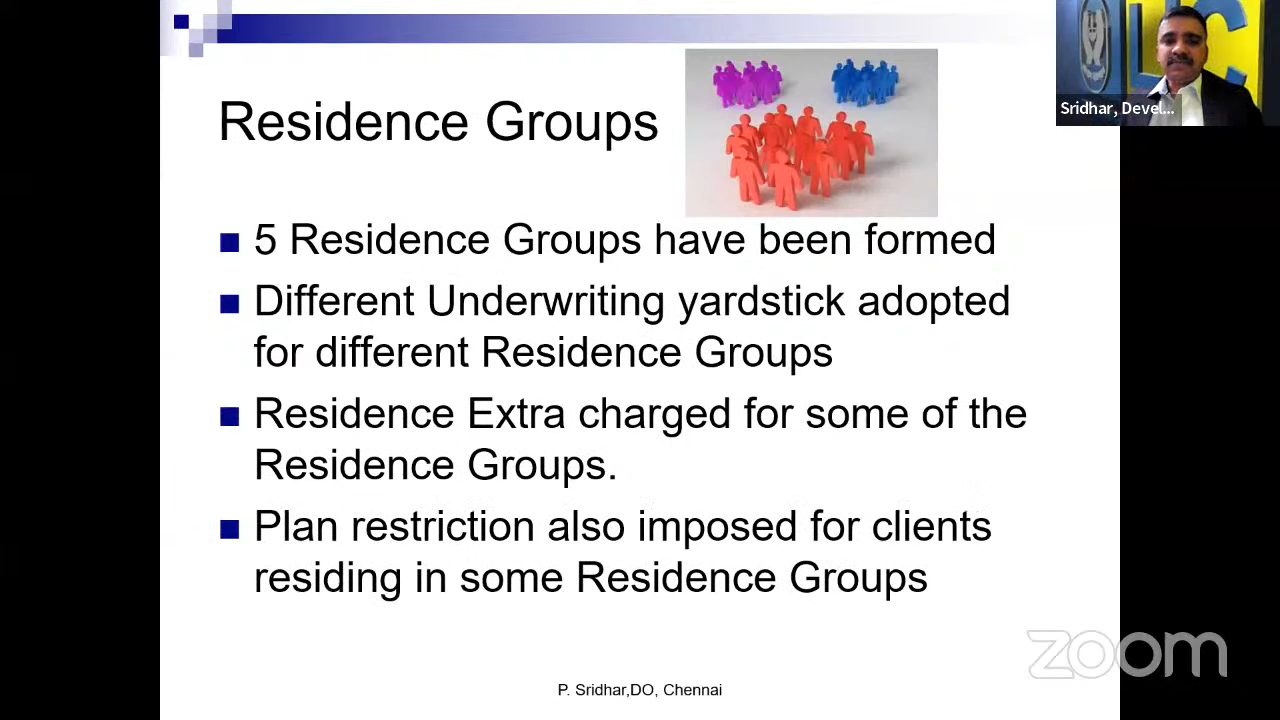 Residence Groups
5 Residence Groups have been formed
Different Underwriting yardstick adopted
for different Residence Groups
Residence Extra charged for some of the
Residence Groups.
Plan restriction also imposed for clients
residing in some Residence Groups
P. Sridhar,DO, Chennai
Sridhar, Devel...
zoom